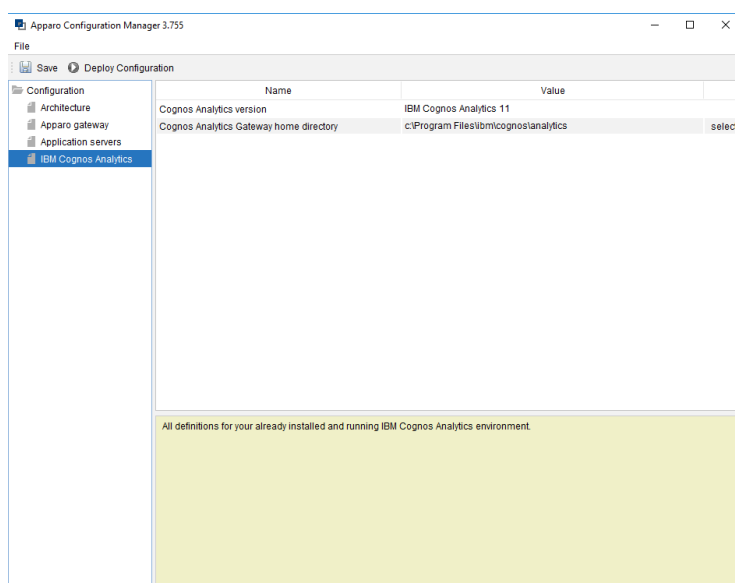 Apparo Configuration Manager 3.755
File
Save Deploy Configuration
Configuration
Architecture
Apparo gateway
Application servers
IBM Cognos Analytics
Name Value
Cognos Analytics version IBM Cognos Analytics 11
Cognos Analytics Gateway home directory c:\Program Files\ibm\cognos\analytics selec
All definitions for your already installed and running IBM Cognos Analytics environment.